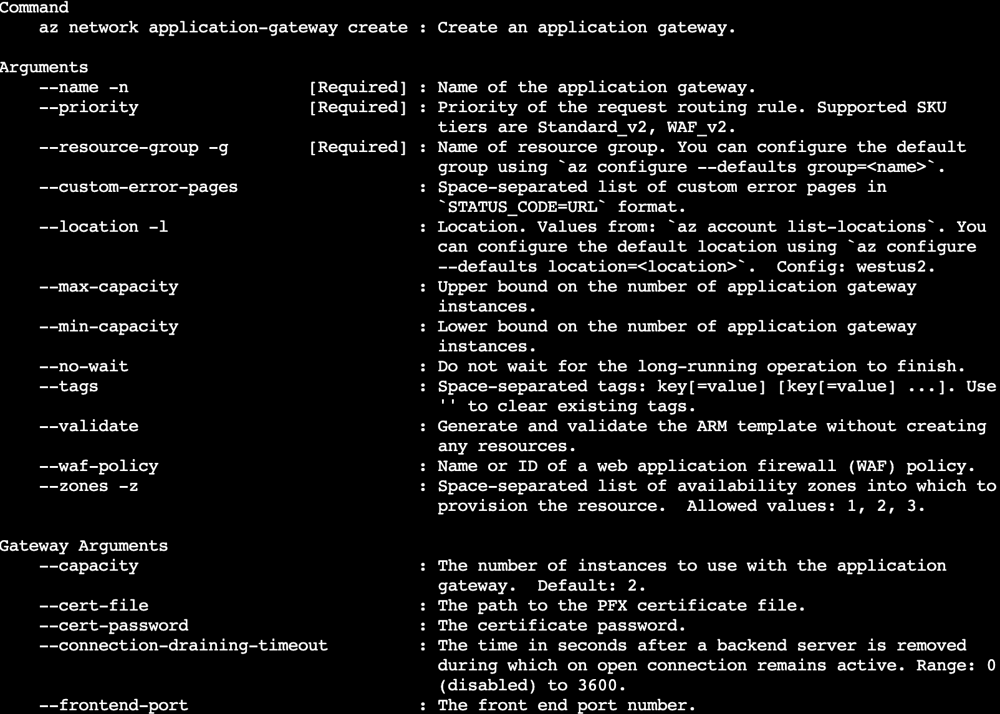 Command
    az network application-gateway create : Create an application gateway.

Arguments
    --name -n                  [Required] : Name of the application gateway.
    --priority                 [Required] : Priority of the request routing rule. Supported SKU
                                            tiers are Standard_v2, WAF_v2.
    --resource-group -g        [Required] : Name of resource group. You can configure the default
                                            group using `az configure --defaults group=<name>`.
    --custom-error-pages                  : Space-separated list of custom error pages in
                                            `STATUS_CODE=URL` format.
    --location -l                         : Location. Values from: `az account list-locations`. You
                                            can configure the default location using `az configure
                                            --defaults location=<location>`.  Config: westus2.
    --max-capacity                        : Upper bound on the number of application gateway
                                            instances.
    --min-capacity                        : Lower bound on the number of application gateway
                                            instances.
    --no-wait                             : Do not wait for the long-running operation to finish.
    --tags                                : Space-separated tags: key[=value] [key[=value] ...]. Use
                                            '' to clear existing tags.
    --validate                            : Generate and validate the ARM template without creating
                                            any resources.
    --waf-policy                          : Name or ID of a web application firewall (WAF) policy.
    --zones -z                            : Space-separated list of availability zones into which to
                                            provision the resource.  Allowed values: 1, 2, 3.

Gateway Arguments
    --capacity                            : The number of instances to use with the application
                                            gateway.  Default: 2.
    --cert-file                           : The path to the PFX certificate file.
    --cert-password                       : The certificate password.
    --connection-draining-timeout         : The time in seconds after a backend server is removed
                                            during which on open connection remains active. Range: 0
                                            (disabled) to 3600.
    --frontend-port                       : The front end port number.